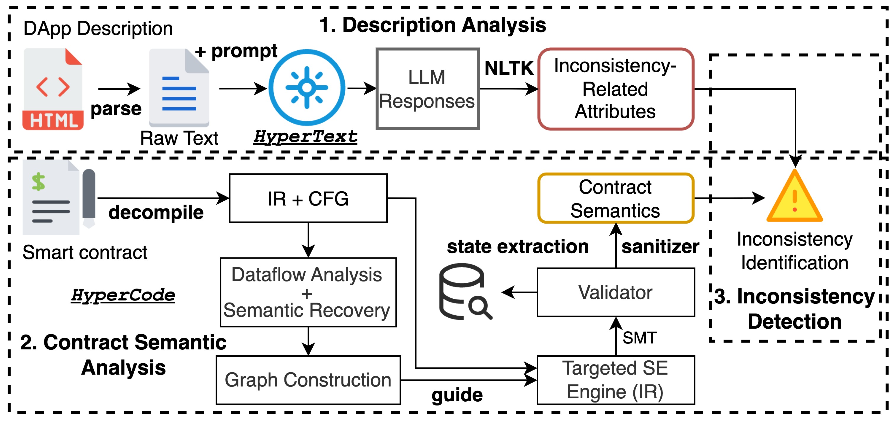 1. Description Analysis
DApp Description
HTML
parse
Raw Text
+ prompt
HyperText
LLM
Responses
NLTK
Inconsistency-
Related
Attributes
$
Smart contract
decompile
IR + CFG
Dataflow Analysis
+
Semantic Recovery
Graph Construction
HyperCode
2. Contract Semantic
Analysis
guide
Targeted SE
Engine (IR)
SMT
Validator
state extraction
sanitizer
Contract
Semantics
Inconsistency
Identification
3. Inconsistency
Detection